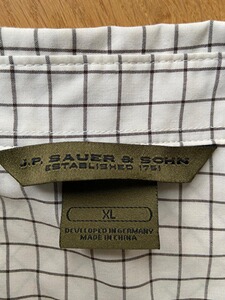 J.P. SAUER & SOHN
ESTABLISHED 1751
XL
DEVELOPED IN GERMANY
MADE IN CHINA